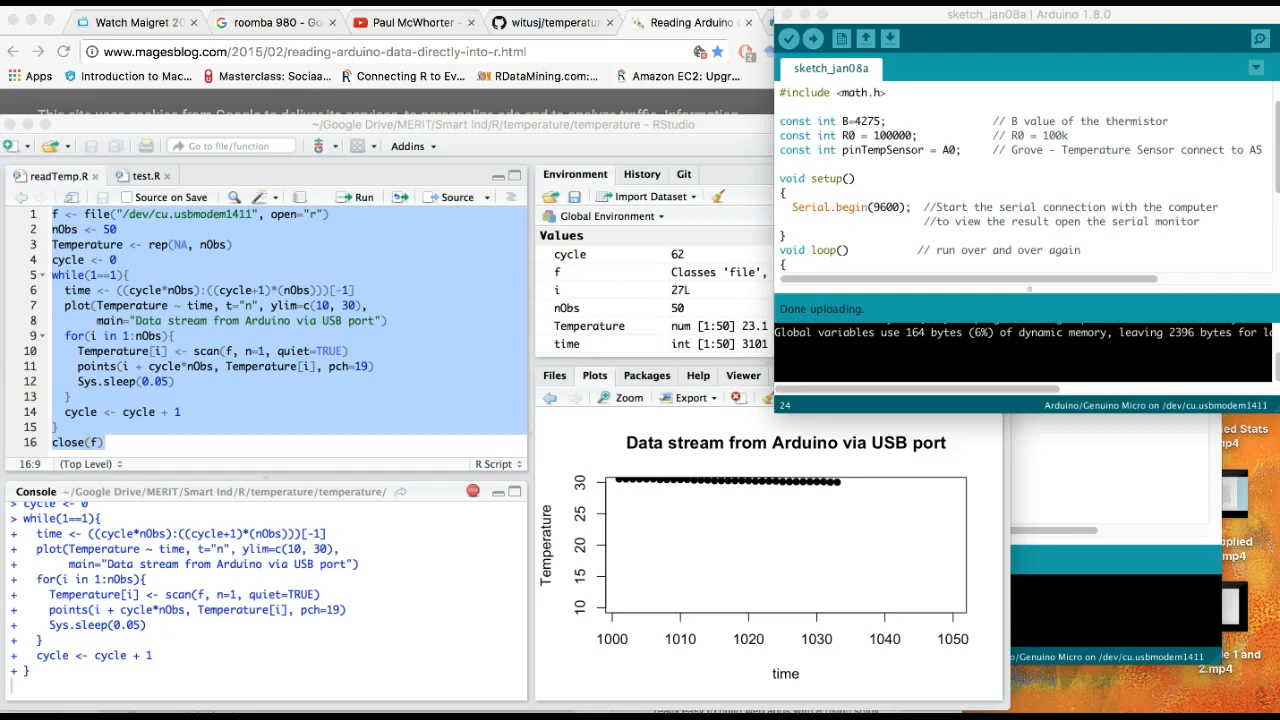 Watch Maigret 20
roomba 980 - Go
Paul McWhorter -
witusj/temperatur
Reading Arduino
www.magesblog.com/2015/02/reading-arduino-data-directly-into-r.html
Apps
Introduction to Mac...
Masterclass: Sociaa...
Connecting R to Ev...
RDataMining.com:...
Amazon EC2: Upgr...
~/Google Drive/MERIT/Smart Ind/R/temperature/temperature - RStudio
Go to file/function
Addins
readTemp.R
test.R
Source on Save
Run
Source
1 f <- file("/dev/cu.usbmodem1411", open="r")
2 nObs <- 50
3 Temperature <- rep(NA, nObs)
4 cycle <- 0
5 while(1==1){
6 time <- ((cycle*nObs):((cycle+1)*(nObs)))[-1]
7 plot(Temperature ~ time, t="n", ylim=c(10, 30),
8 main="Data stream from Arduino via USB port")
9 for(i in 1:nObs){
10 Temperature[i] <- scan(f, n=1, quiet=TRUE)
11 points(i + cycle*nObs, Temperature[i], pch=19)
12 Sys.sleep(0.05)
13 }
14 cycle <- cycle + 1
15 }
16 close(f)
16:9 (Top Level) R Script
Console ~/Google Drive/MERIT/Smart Ind/R/temperature/temperature/
> cycle <- 0
> while(1==1){
+ time <- ((cycle*nObs):((cycle+1)*(nObs)))[-1]
+ plot(Temperature ~ time, t="n", ylim=c(10, 30),
+ main="Data stream from Arduino via USB port")
+ for(i in 1:nObs){
+ Temperature[i] <- scan(f, n=1, quiet=TRUE)
+ points(i + cycle*nObs, Temperature[i], pch=19)
+ Sys.sleep(0.05)
+ }
+ cycle <- cycle + 1
+ }
Environment History Git
Import Dataset
Global Environment
Values
cycle 62
f Classes 'file',
i 27L
nObs 50
Temperature num [1:50] 23.1
time int [1:50] 3101
Files Plots Packages Help Viewer
Zoom Export
Data stream from Arduino via USB port
Temperature
30
25
20
15
10
1000 1010 1020 1030 1040 1050
time
sketch_jan08a | Arduino 1.8.0
sketch_jan08a
#include <math.h>
const int B=4275; // B value of the thermistor
const int R0 = 100000; // R0 = 100k
const int pinTempSensor = A0; // Grove - Temperature Sensor connect to A5
void setup()
{
Serial.begin(9600); //Start the serial connection with the computer
//to view the result open the serial monitor
}
void loop() // run over and over again
{
Done uploading.
Global variables use 164 bytes (6%) of dynamic memory, leaving 2396 bytes for lo
24 Arduino/Genuino Micro on /dev/cu.usbmodem1411
ed Stats
mp4
plied
mp4
o/Genuino Micro on /dev/cu.usbmodem1411
le 1 and
2.mp4